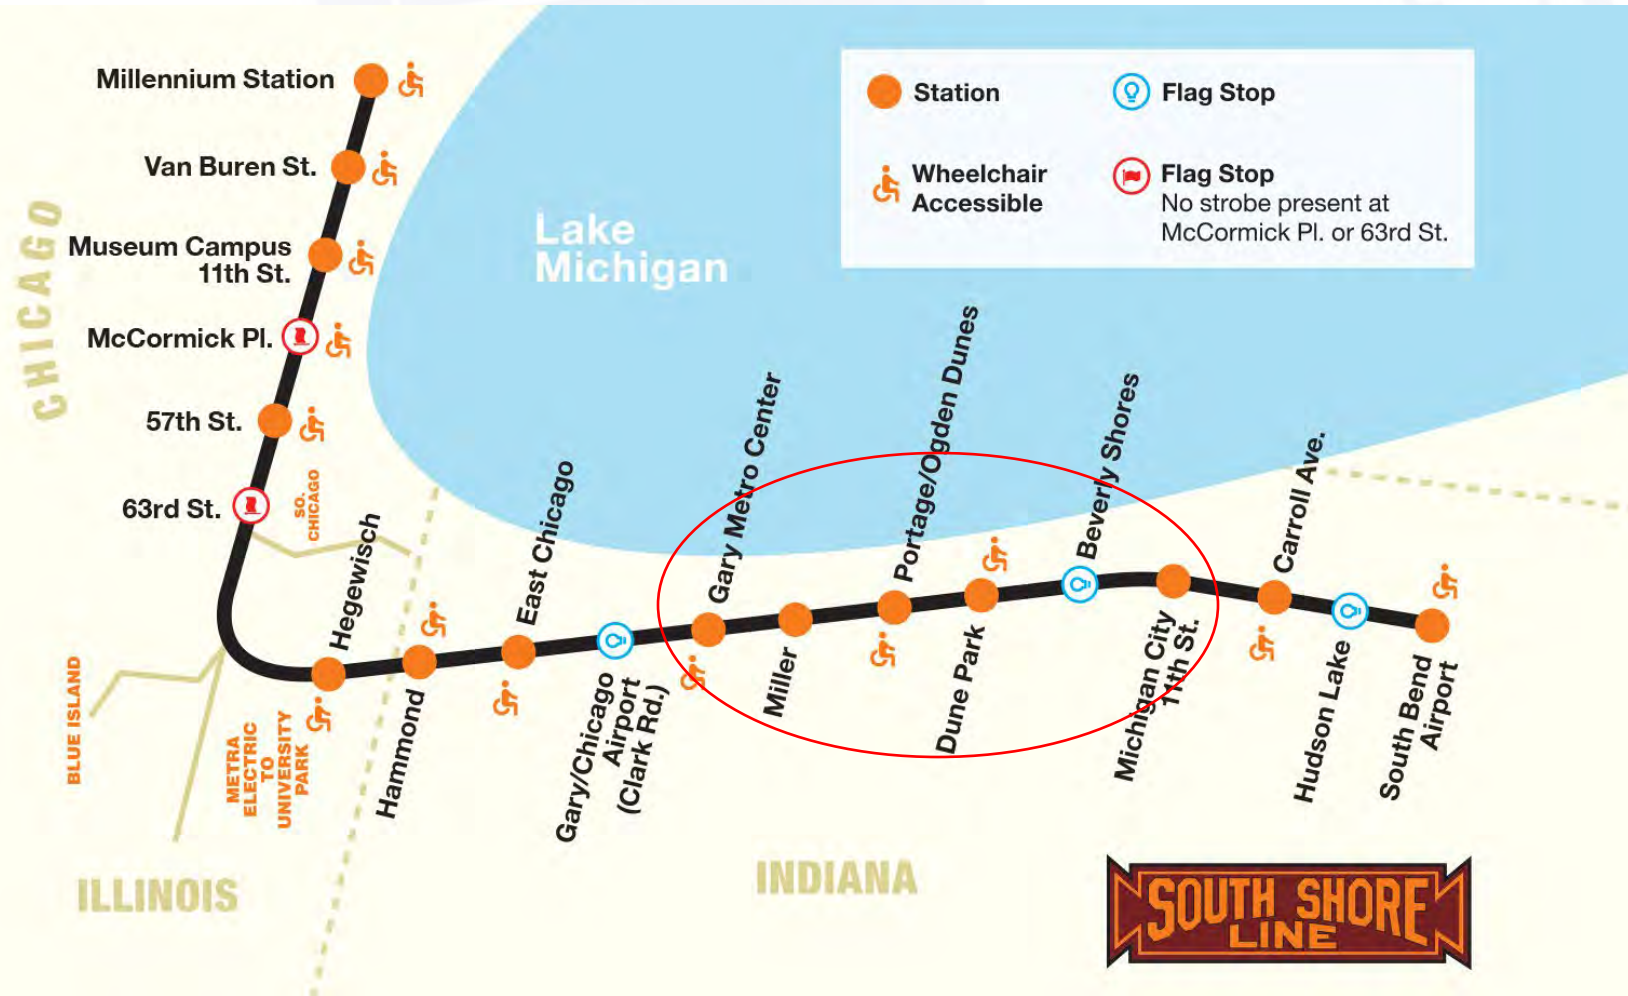 Millennium Station
Van Buren St.
Museum Campus
11th St.
McCormick Pl.
57th St.
63rd St.
CHICAGO
Lake
Michigan
Station
Flag Stop
Wheelchair
Accessible
Flag Stop
No strobe present at
McCormick Pl. or 63rd St.
SO.
CHICAGO
Hegewisch
Hammond
East Chicago
Gary/Chicago
Airport
(Clark Rd.)
Gary Metro Center
Miller
Portage/Ogden Dunes
Dune Park
Beverly Shores
Michigan City
11th St.
Carroll Ave.
Hudson Lake
South Bend
Airport
BLUE ISLAND
METRA
ELECTRIC
TO
UNIVERSITY
PARK
ILLINOIS
INDIANA
SOUTH SHORE
LINE